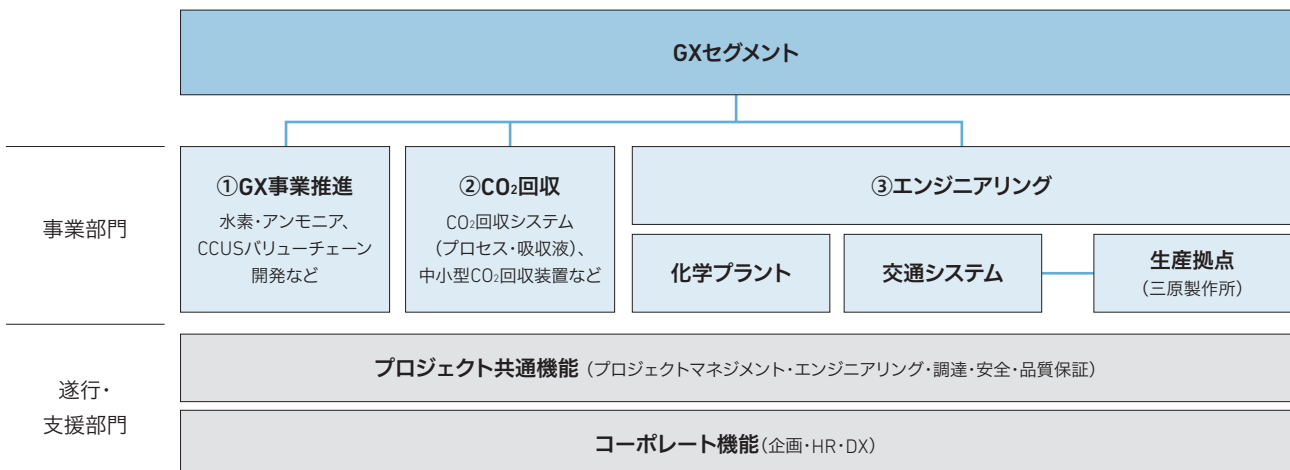 GXセグメント
事業部門
①GX事業推進
水素・アンモニア、
CCUSバリューチェーン
開発など
②CO₂回収
CO₂回収システム
(プロセス・吸収液)、
中小型CO₂回収装置など
③エンジニアリング
化学プラント
交通システム
生産拠点
(三原製作所)
遂行・
支援部門
プロジェクト共通機能(プロジェクトマネジメント・エンジニアリング・調達・安全・品質保証)
コーポレート機能(企画・HR・DX)